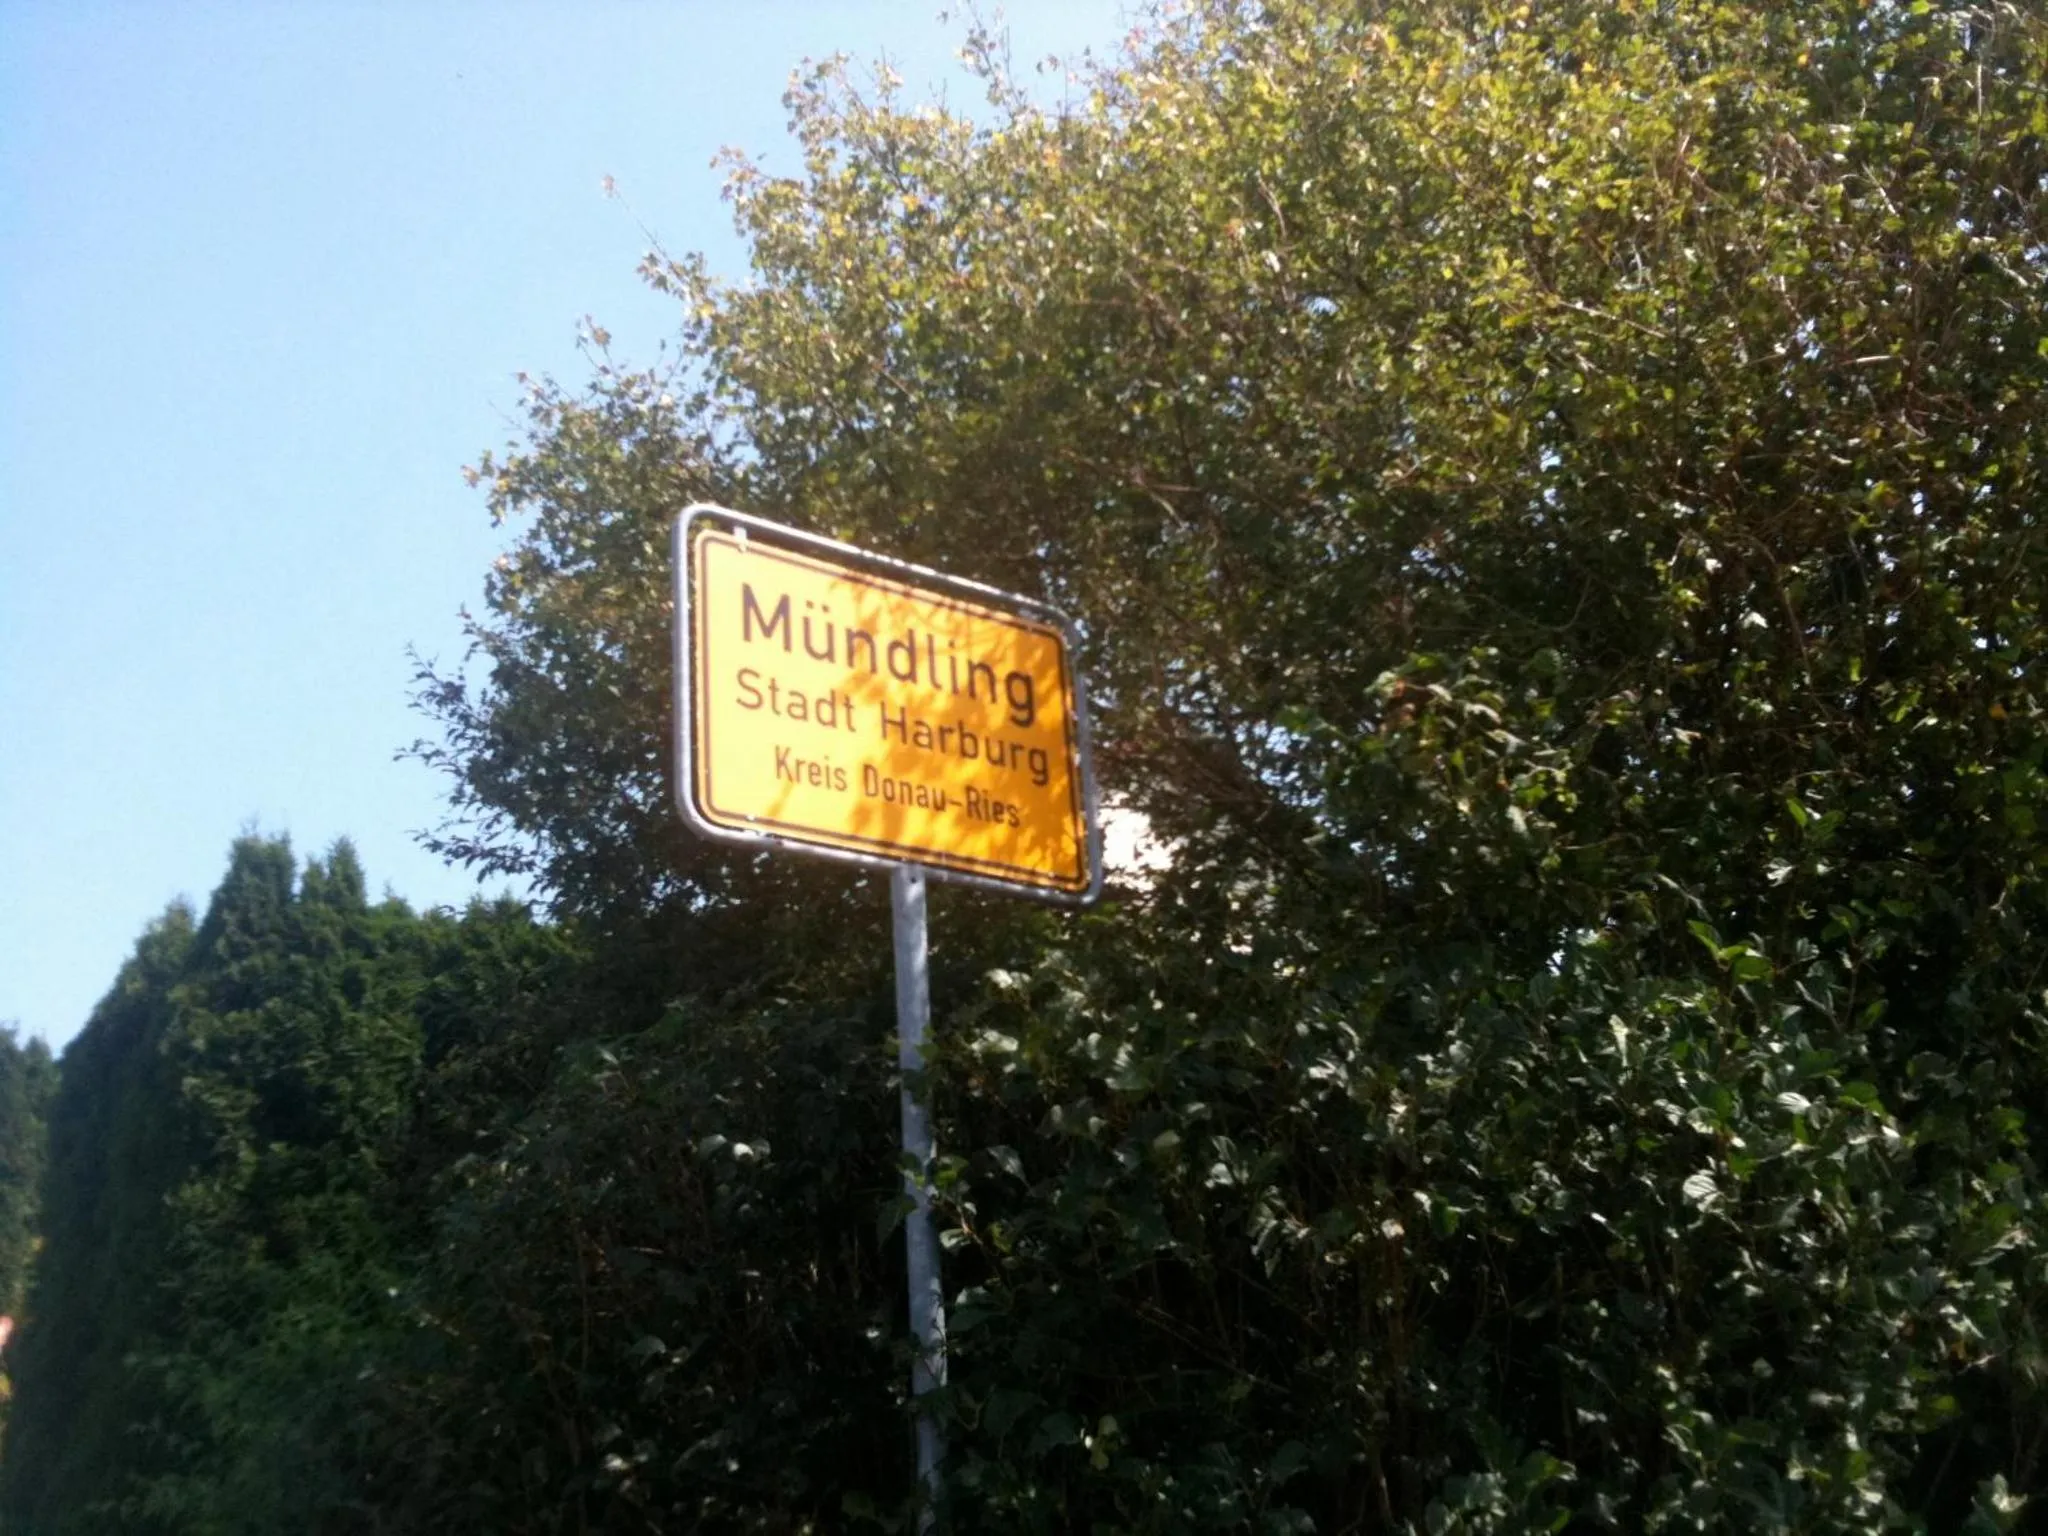 Mündling
Stadt Harburg
Kreis Donau-Ries